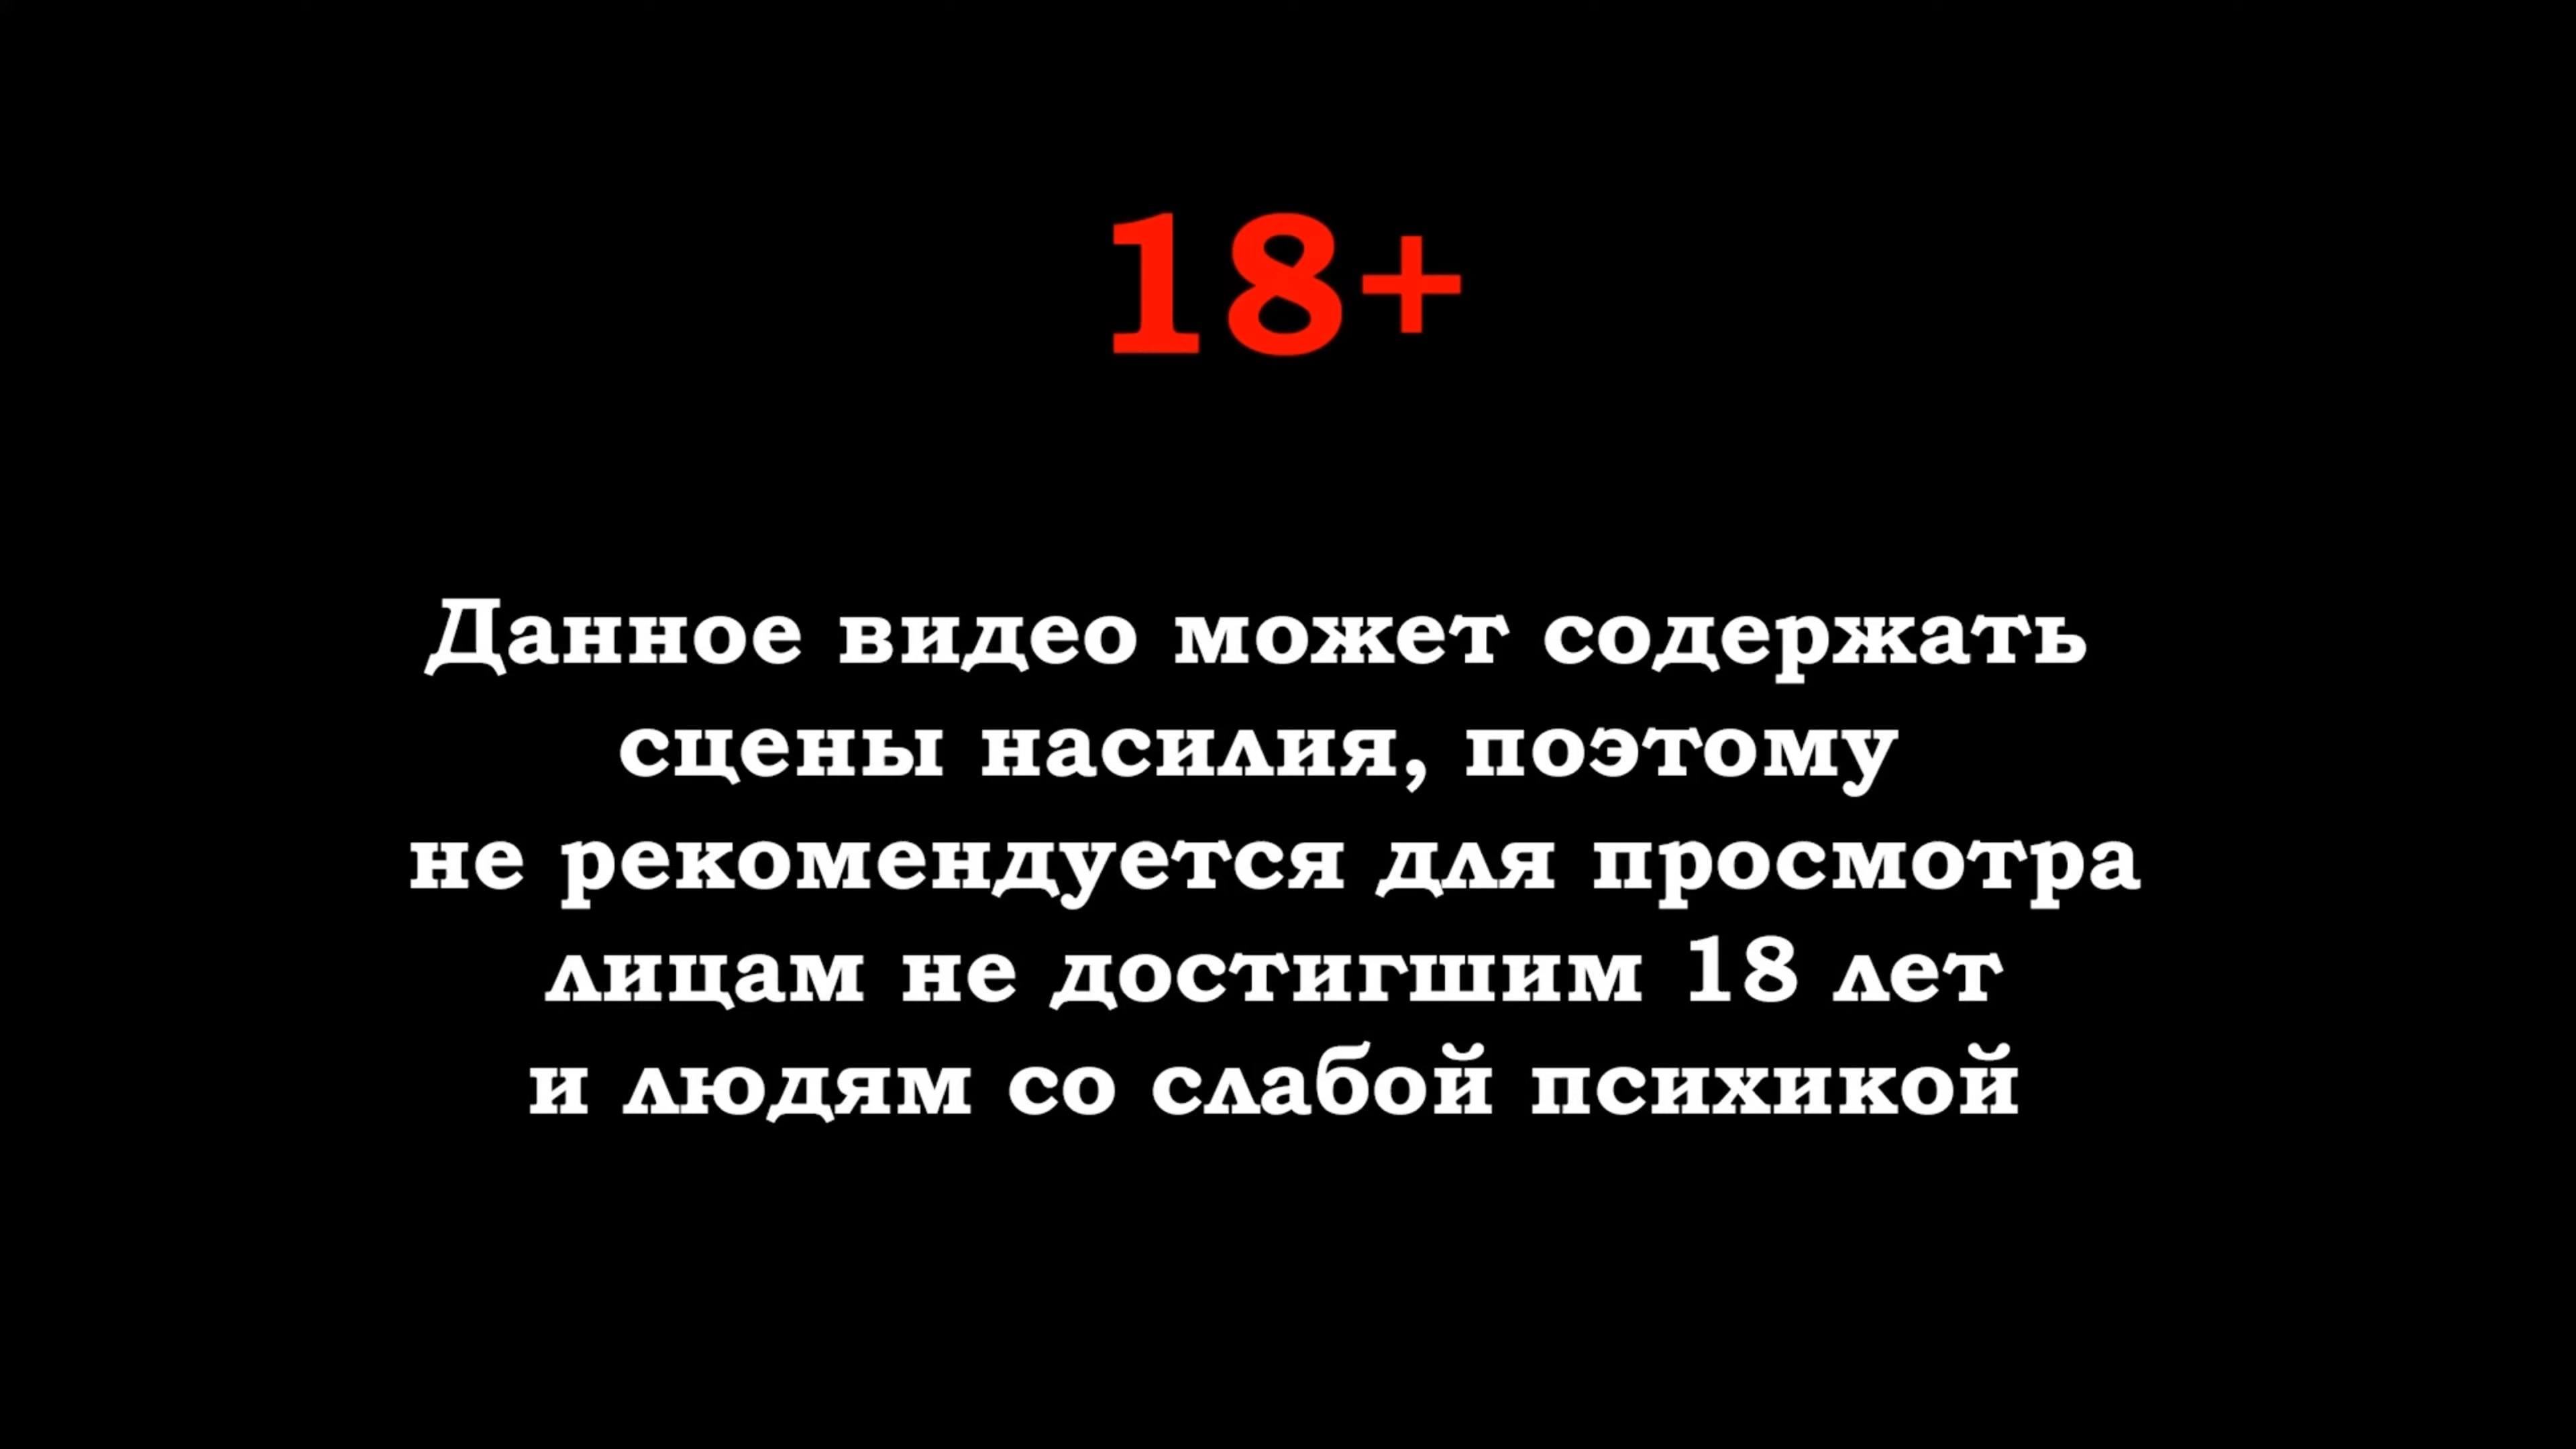 18+
Данное видео может содержать
сцены насилия, поэтому
не рекомендуется для просмотра
лицам не достигшим 18 лет
и людям со слабой психикой